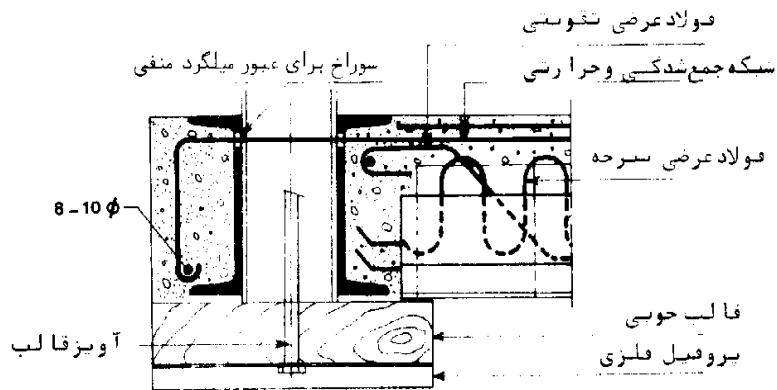 فولاد عرضی تقویتی
سوراخ برای عبور میلگرد منفی
شبکه جمع شدگی و حرارتی
فولاد عرضی
8-10 φ
قالب چوبی
آویز قالب
پروفیل فلزی